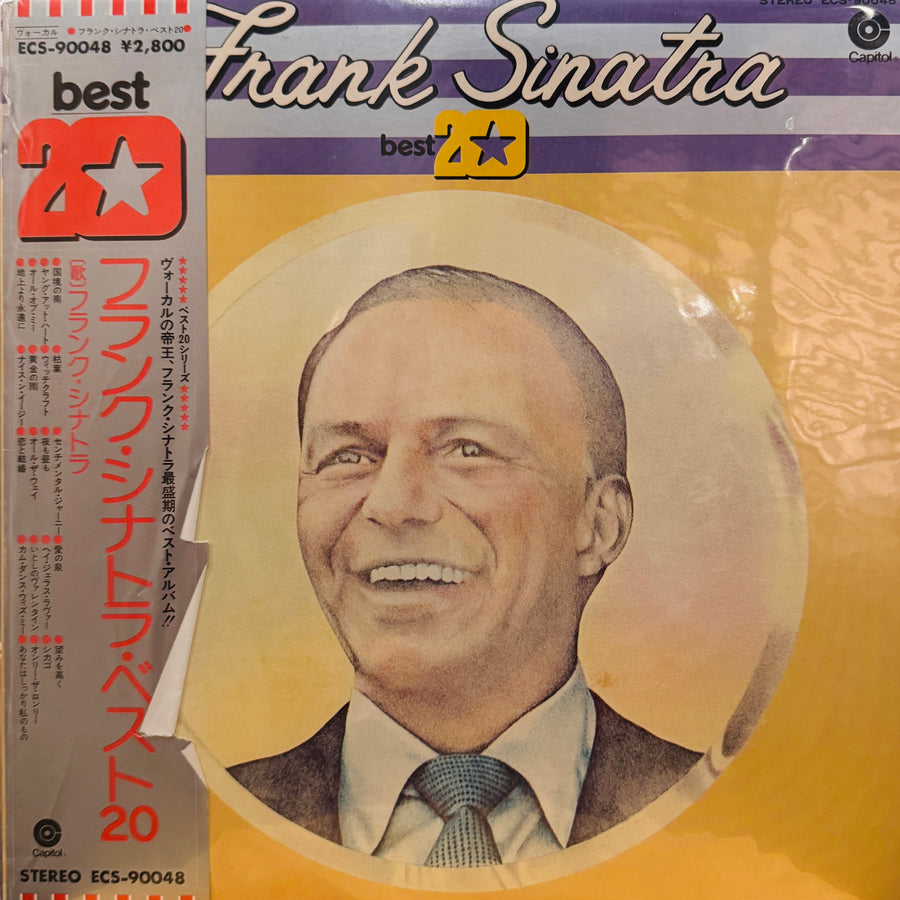 ヴォーカル ●フランク・シナトラ・ベスト20●
ECS-90048 ¥2,800
best
20
フランク・シナトラ・ベスト20
〔歌〕フランク・シナトラ
★★★★★ベスト20シリーズ★★★★★
ヴォーカルの帝王、フランク・シナトラ最盛期のベスト・アルバム!!
●国境の南 ●枯葉 ●センチメンタル・ジャーニー ●愛の泉 ●望みを高く
●ヤング・アット・ハート ●ウィッチクラフト ●夜も昼も ●ヘイ・ジェラス・ラヴァー ●シカゴ
●オール・オブ・ミー ●黄金の雨 ●オール・ザ・ウェイ ●いとしのヴァレンタイン ●オンリー・ザ・ロンリー
●地上より永遠に ●ナイス・ン・イージー ●恋と結婚 ●カム・ダンス・ウィズ・ミー ●あなたはしっかり私のもの
Capitol
STEREO ECS-90048
STEREO ECS-90048
Capitol
Frank Sinatra
best 20